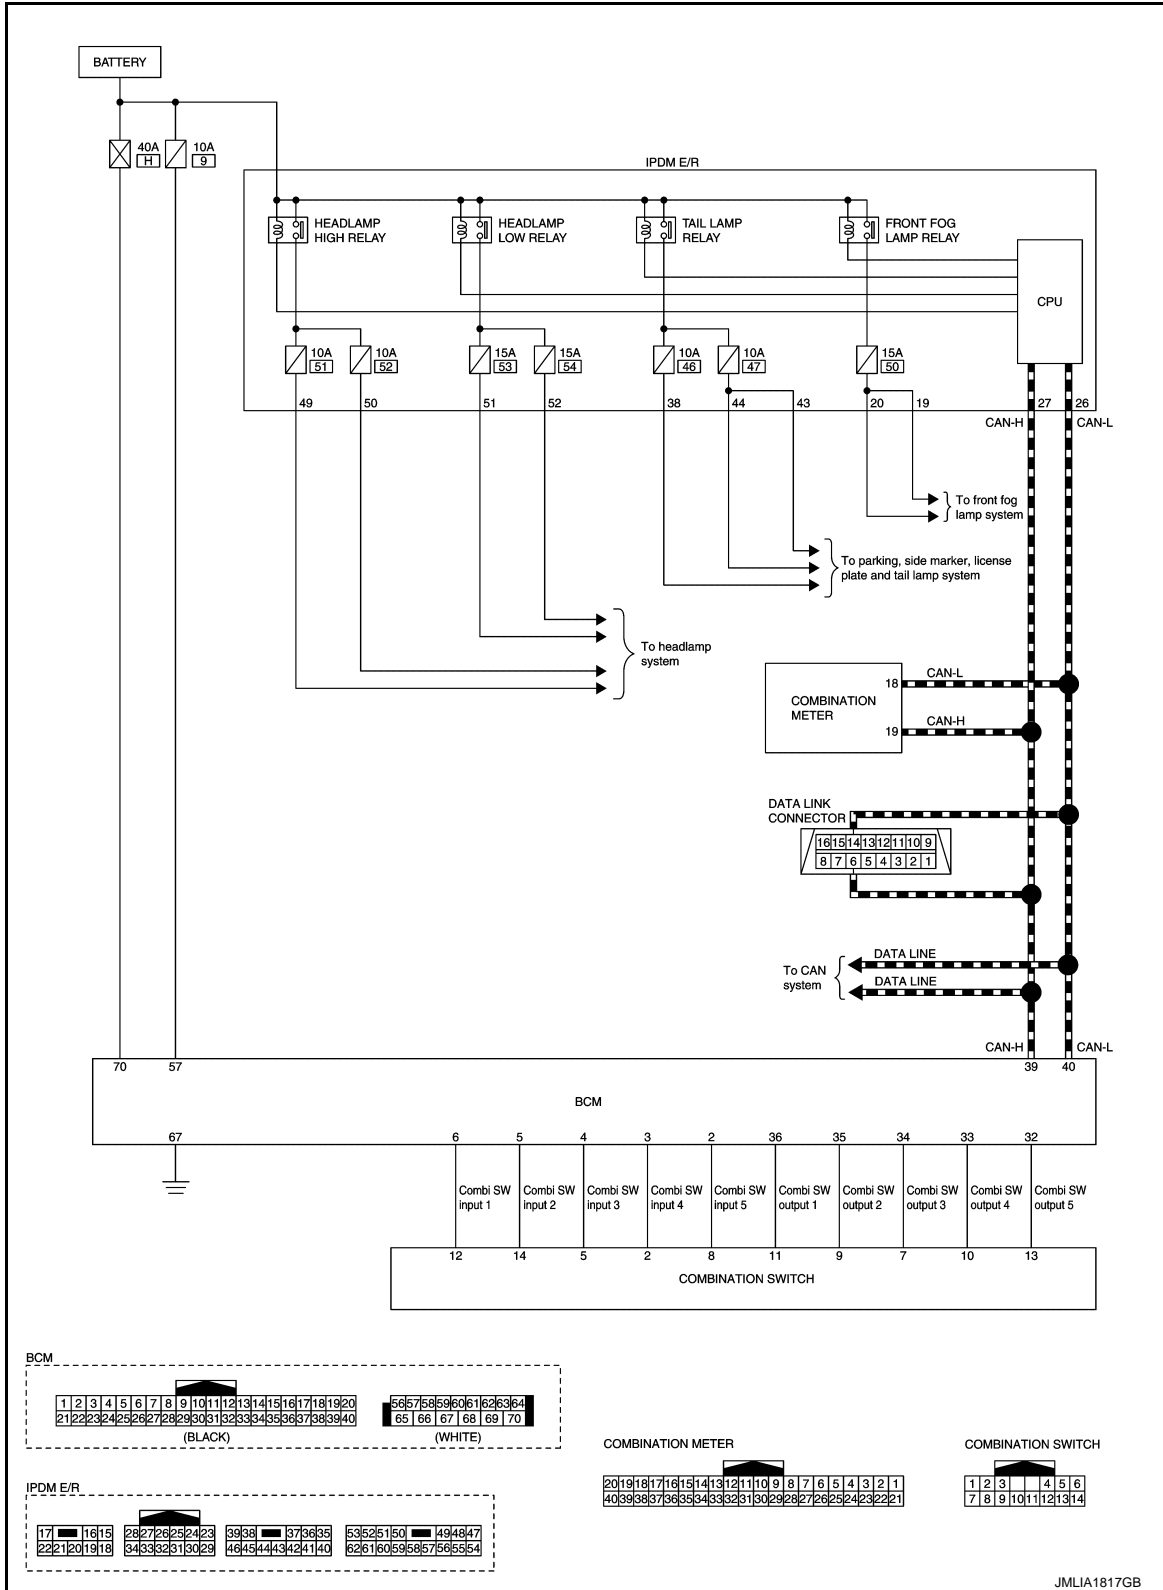 BATTERY
40A
H
10A
9
IPDM E/R
HEADLAMP
HIGH RELAY
HEADLAMP
LOW RELAY
TAIL LAMP
RELAY
FRONT FOG
LAMP RELAY
CPU
10A
51
10A
52
15A
53
15A
54
10A
46
10A
47
15A
50
49 50 51 52 38 44 43 20 19 27 26
CAN-H CAN-L
To front fog
lamp system
To parking, side marker, license
plate and tail lamp system
To headlamp
system
COMBINATION
METER
18 CAN-L
19 CAN-H
DATA LINK
CONNECTOR
16 15 14 13 12 11 10 9
8 7 6 5 4 3 2 1
To CAN
system
DATA LINE
DATA LINE
CAN-H CAN-L
70 57 39 40
BCM
67 6 5 4 3 2 36 35 34 33 32
Combi SW
input 1
Combi SW
input 2
Combi SW
input 3
Combi SW
input 4
Combi SW
input 5
Combi SW
output 1
Combi SW
output 2
Combi SW
output 3
Combi SW
output 4
Combi SW
output 5
12 14 5 2 8 11 9 7 10 13
COMBINATION SWITCH
BCM
1 2 3 4 5 6 7 8 9 10 11 12 13 14 15 16 17 18 19 20
21 22 23 24 25 26 27 28 29 30 31 32 33 34 35 36 37 38 39 40
(BLACK)
56 57 58 59 60 61 62 63 64
65 66 67 68 69 70
(WHITE)
COMBINATION METER
20 19 18 17 16 15 14 13 12 11 10 9 8 7 6 5 4 3 2 1
40 39 38 37 36 35 34 33 32 31 30 29 28 27 26 25 24 23 22 21
COMBINATION SWITCH
1 2 3 4 5 6
7 8 9 10 11 12 13 14
IPDM E/R
17 16 15
22 21 20 19 18
28 27 26 25 24 23
34 33 32 31 30 29
39 38 37 36 35
46 45 44 43 42 41 40
53 52 51 50 49 48 47
62 61 60 59 58 57 56 55 54
JMLIA1817GB